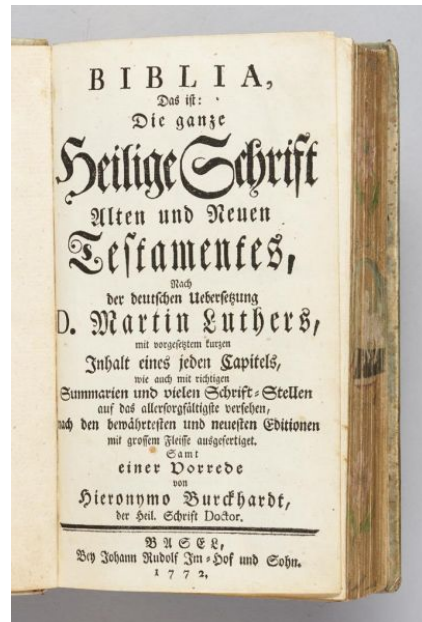 BIBLIA,
Das ist:
Die ganze
Heilige Schrift
Alten und Neuen
Testamentes,
Nach
der deutschen Uebersetzung
D. Martin Luthers,
mit vorgesetztem kurzen
Inhalt eines jeden Capitels,
wie auch mit richtigen
Summarien und vielen Schrift-Stellen
auf das allersorgfältigste versehen,
nach den bewährtesten und neuesten Editionen
mit grossem Fleisse ausgefertiget.
Samt
einer Vorrede
von
Hieronymo Burckhardt,
der Heil. Schrift Doctor.
BASEL,
Bey Johann Rudolf Im-Hof und Sohn.
1772,